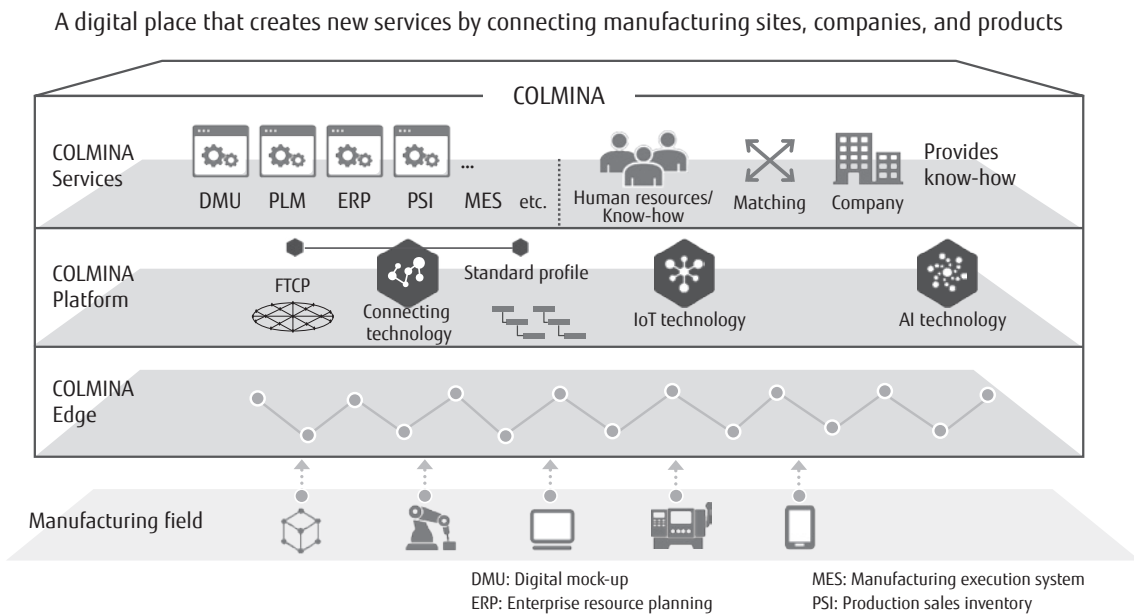 A digital place that creates new services by connecting manufacturing sites, companies, and products
COLMINA
COLMINA
Services
DMU PLM ERP PSI MES etc.
...
Human resources/
Know-how
Matching
Company
Provides
know-how
COLMINA
Platform
FTCP
Connecting
technology
Standard profile
IoT technology
AI technology
COLMINA
Edge
Manufacturing field
DMU: Digital mock-up
ERP: Enterprise resource planning
MES: Manufacturing execution system
PSI: Production sales inventory